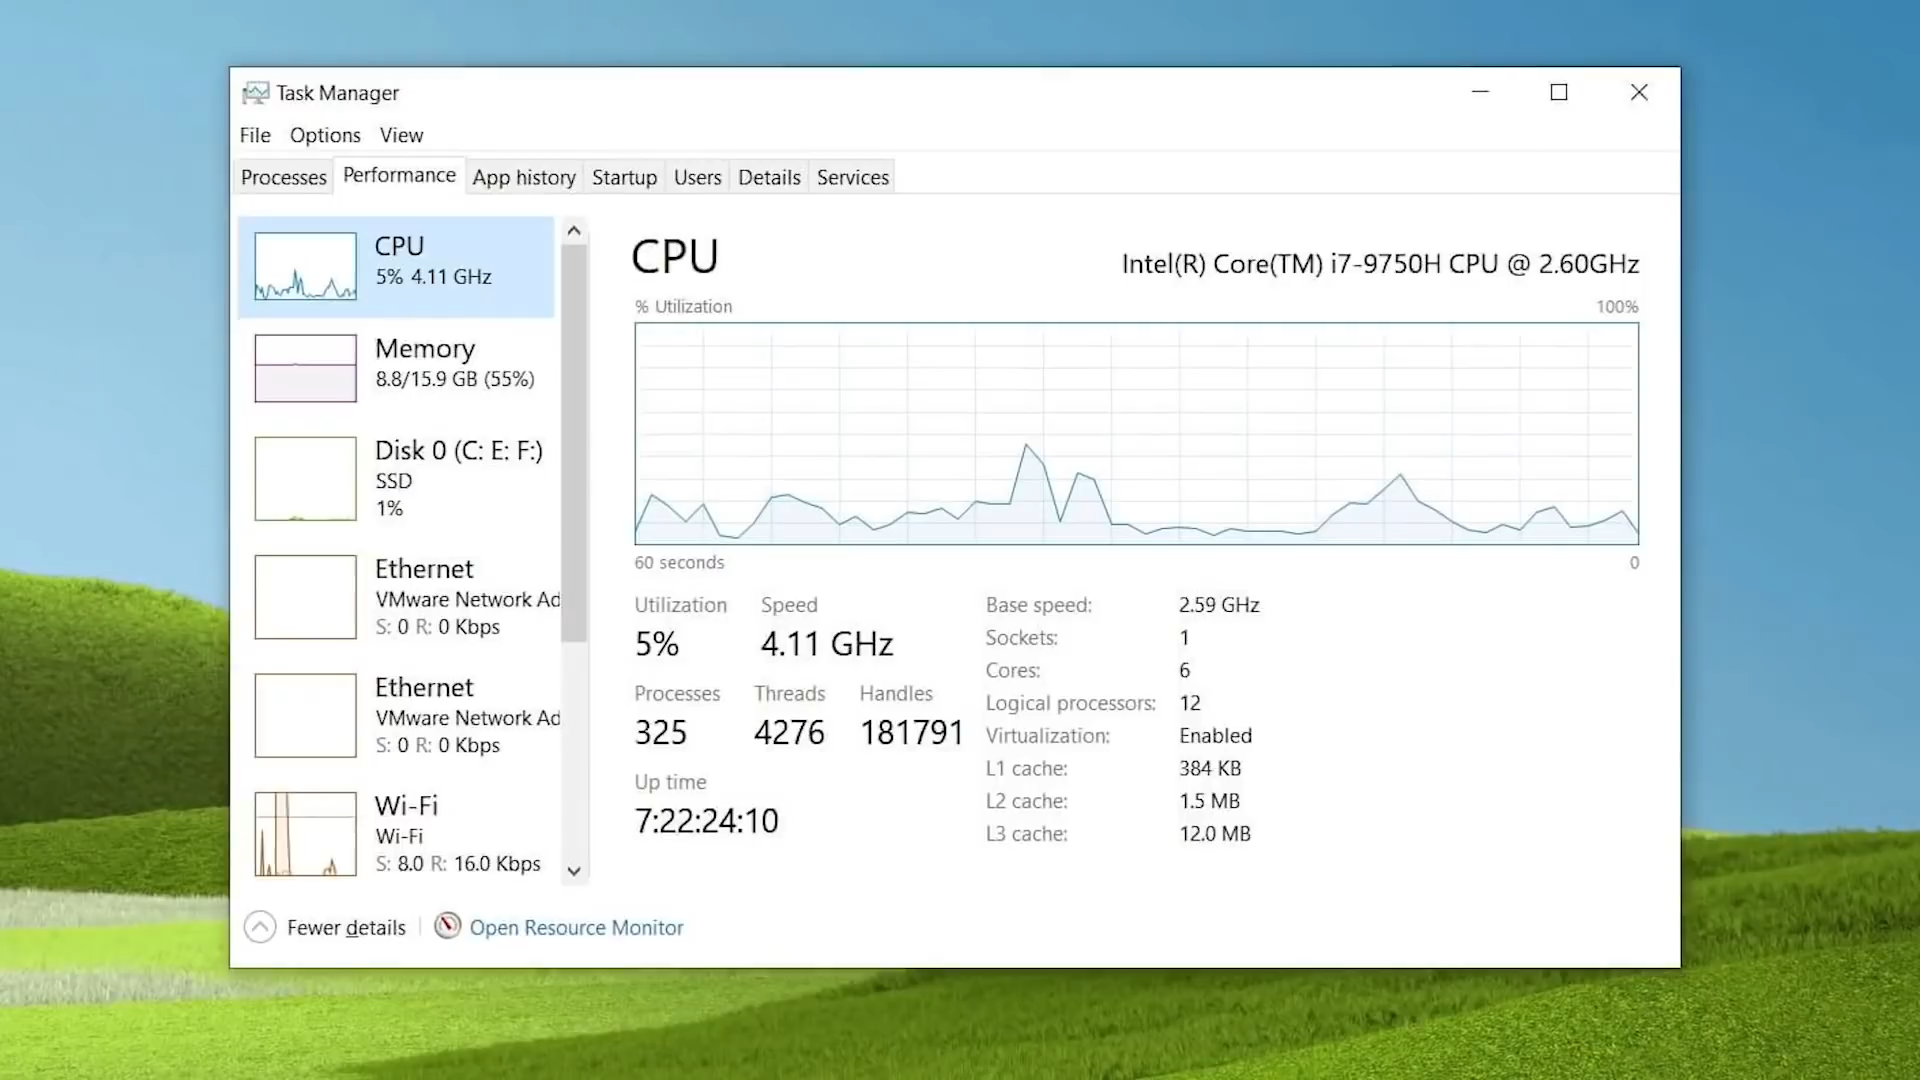 Task Manager
File Options View
Processes Performance App history Startup Users Details Services
CPU
5% 4.11 GHz
Memory
8.8/15.9 GB (55%)
Disk 0 (C: E: F:)
SSD
1%
Ethernet
VMware Network Ad
S: 0 R: 0 Kbps
Ethernet
VMware Network Ad
S: 0 R: 0 Kbps
Wi-Fi
Wi-Fi
S: 8.0 R: 16.0 Kbps
CPU
Intel(R) Core(TM) i7-9750H CPU @ 2.60GHz
% Utilization 100%
60 seconds 0
Utilization Speed
5% 4.11 GHz
Processes Threads Handles
325 4276 181791
Up time
7:22:24:10
Base speed: 2.59 GHz
Sockets: 1
Cores: 6
Logical processors: 12
Virtualization: Enabled
L1 cache: 384 KB
L2 cache: 1.5 MB
L3 cache: 12.0 MB
Fewer details Open Resource Monitor